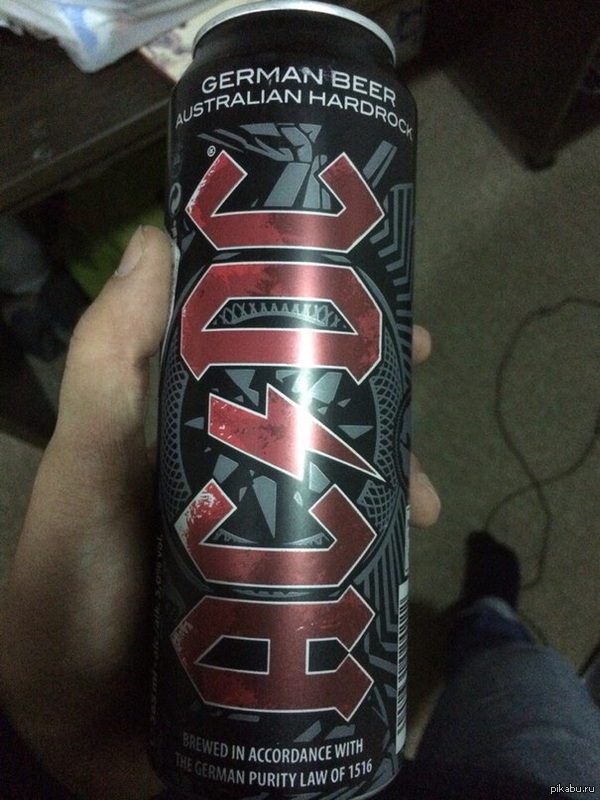 GERMAN BEER
AUSTRALIAN HARDROCK
®
AC⚡DC
BREWED IN ACCORDANCE WITH
THE GERMAN PURITY LAW OF 1516
pikabu.ru